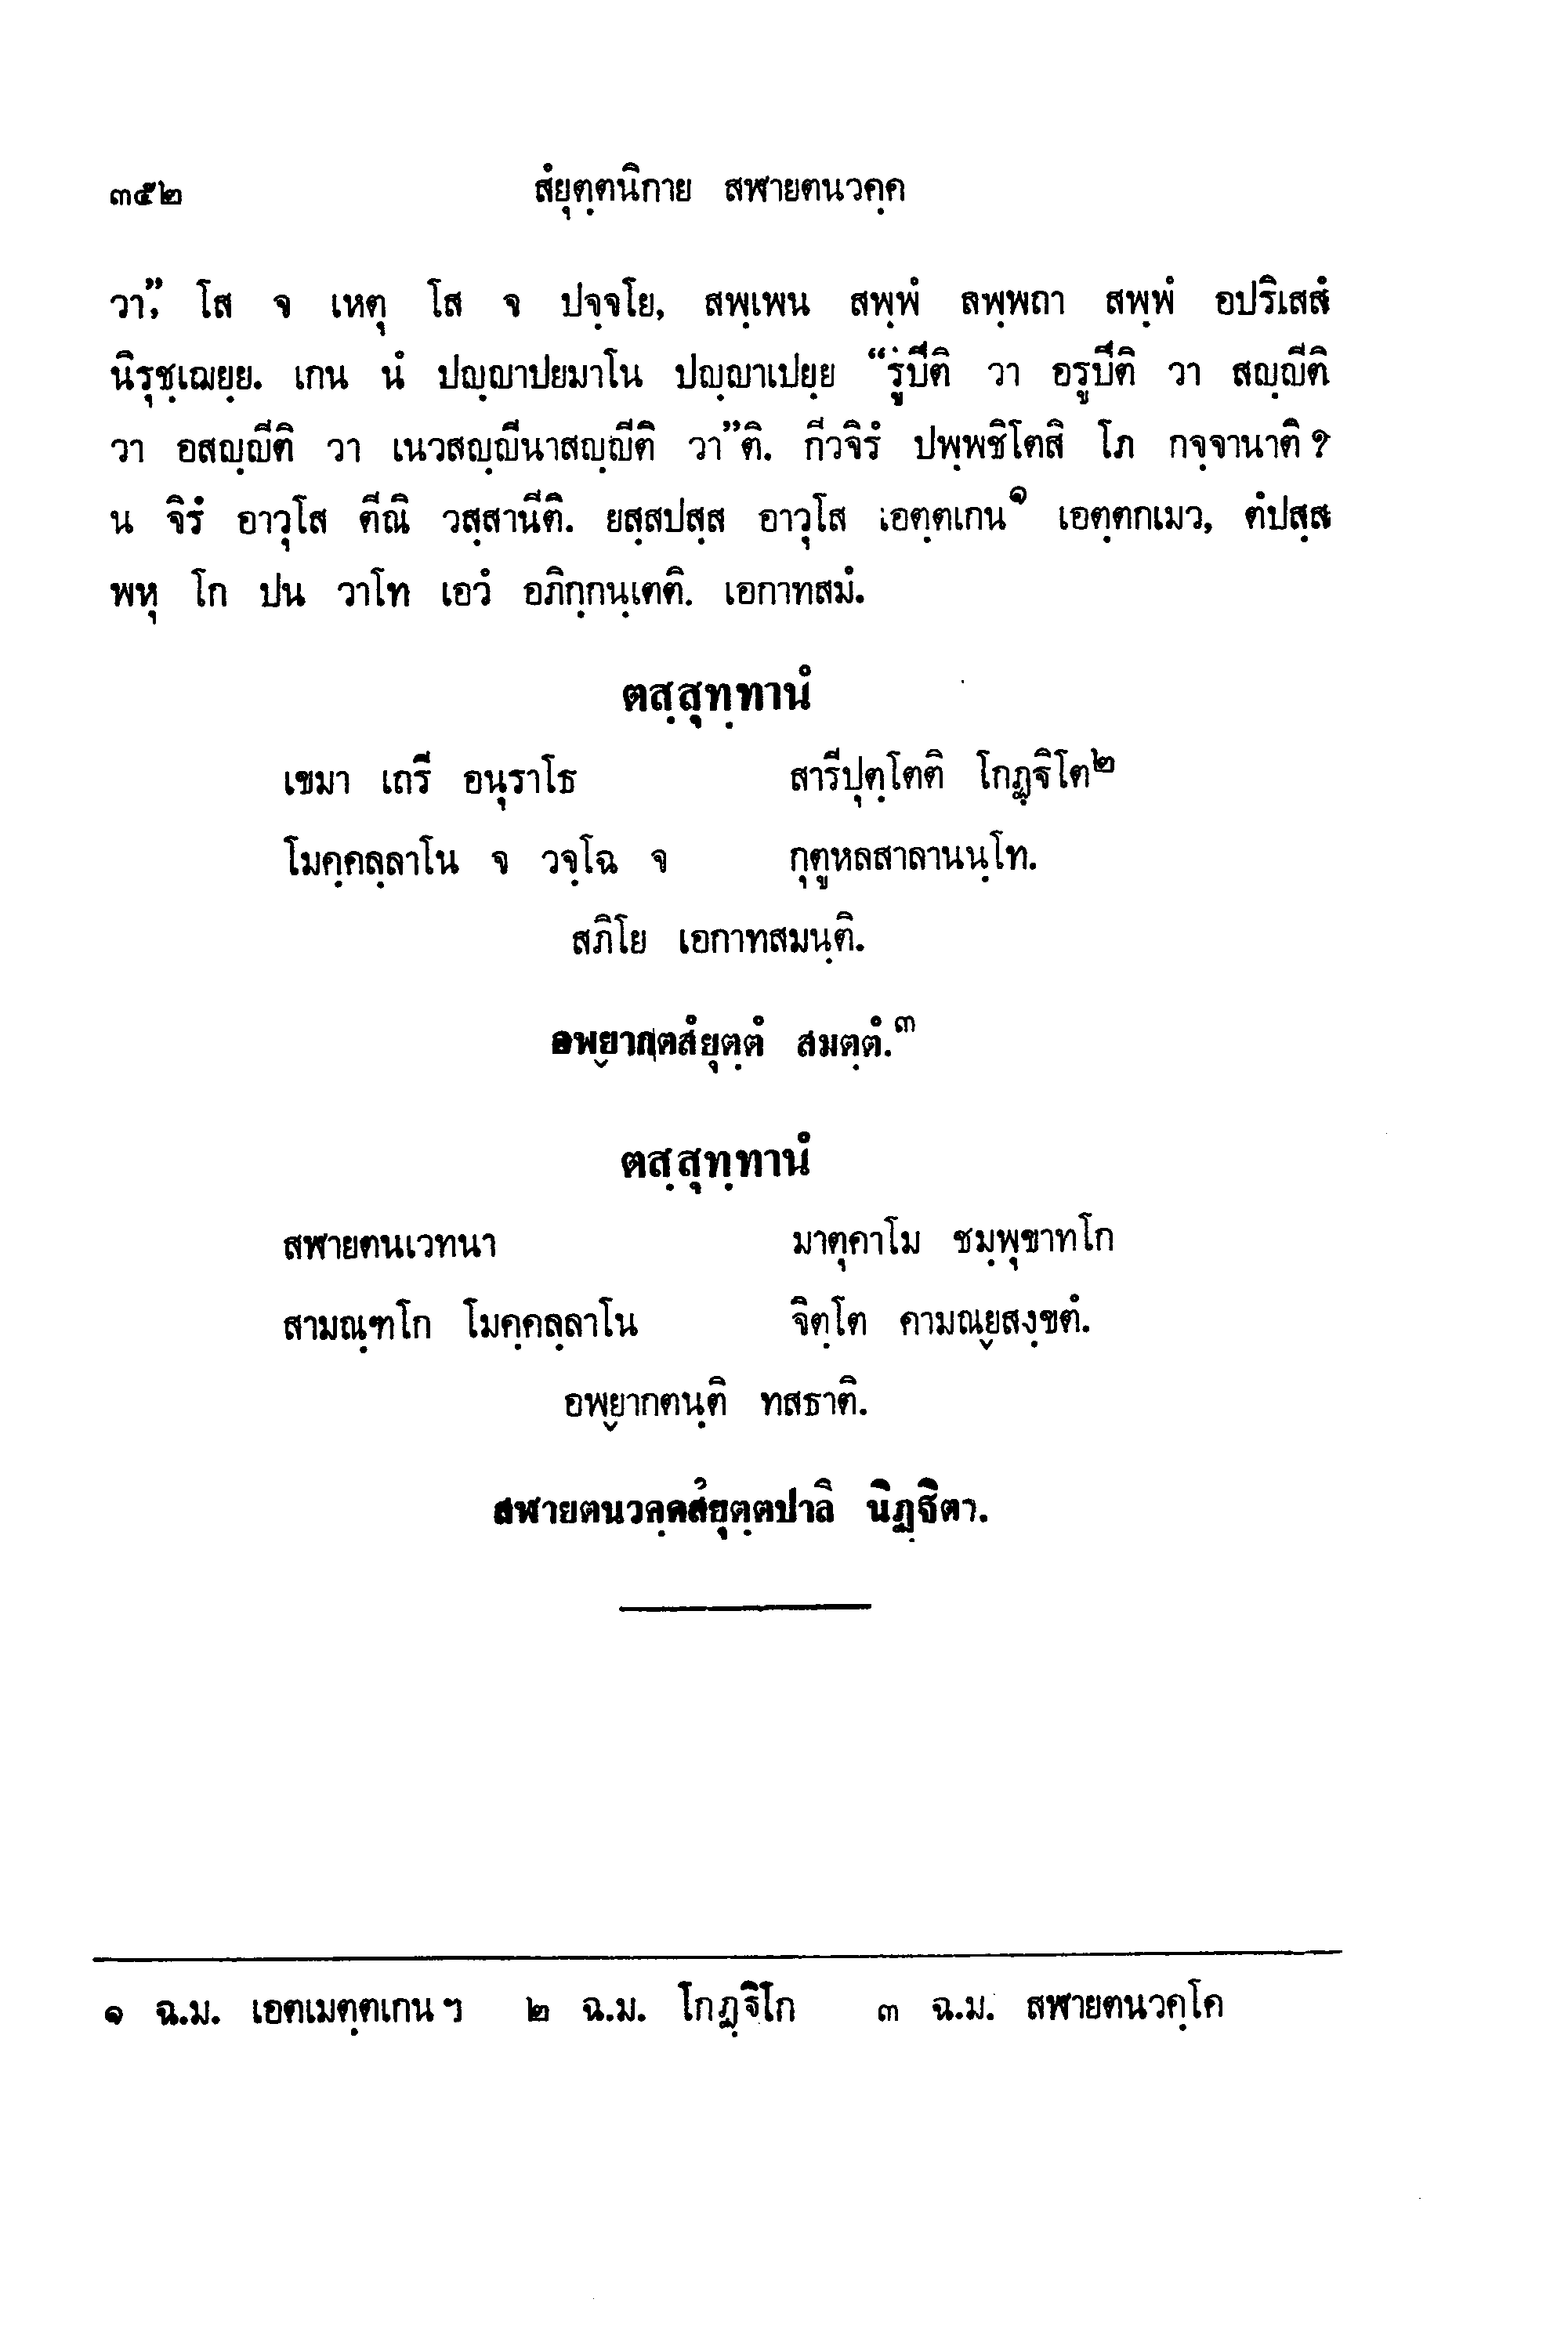 ๓๕๒ สํยุตฺตนิกาย สฬายตนวคฺค
วา”, โส จ เหตุ โส จ ปจฺจโย, สพฺเพน สพฺพํ สพฺพถา สพฺพํ อปริเสสํ
นิรุชฺเฌยฺย. เกน นํ ปญฺญาปยมาโน ปญฺญาเปยฺย “รูปีติ วา อรูปีติ วา สญฺญีติ
วา อสญฺญีติ วา เนวสญฺญีนาสญฺญีติ วา”ติ. กีวจิรํ ปพฺพชิโตสิ โภ กจฺจานาติ ?
น จิรํ อาวุโส ตีณิ วสฺสานีติ. ยสฺสปสฺส อาวุโส เอตฺตเกน๑ เอตฺตกเมว, ตํปสฺส
พหุ โก ปน วาโท เอวํ อภิกฺกนฺเตติ. เอกาทสมํ.
ตสฺสุทฺทานํ
เขมา เถรี อนุราโธ สารีปุตฺโตติ โกฏฺฐิโต๒
โมคฺคลฺลาโน จ วจฺโฉ จ กุตูหลสาลานนฺโท.
สภิโย เอกาทสมนฺติ.
อพฺยากตสํยุตฺตํ สมตฺตํ.๓
ตสฺสุทฺทานํ
สฬายตนเวทนา มาตุคาโม ชมฺพุขาทโก
สามณฺฑโก โมคฺคลฺลาโน จิตฺโต คามณฺยสงฺขตํ.
อพฺยากตนฺติ ทสธาติ.
สฬายตนวคฺคสํยุตฺตปาลิ นิฏฺฐิตา.
๑ ฉ.ม. เอตเมตฺตเกน ฯ ๒ ฉ.ม. โกฏฺฐิโก ๓ ฉ.ม. สฬายตนวคฺโค